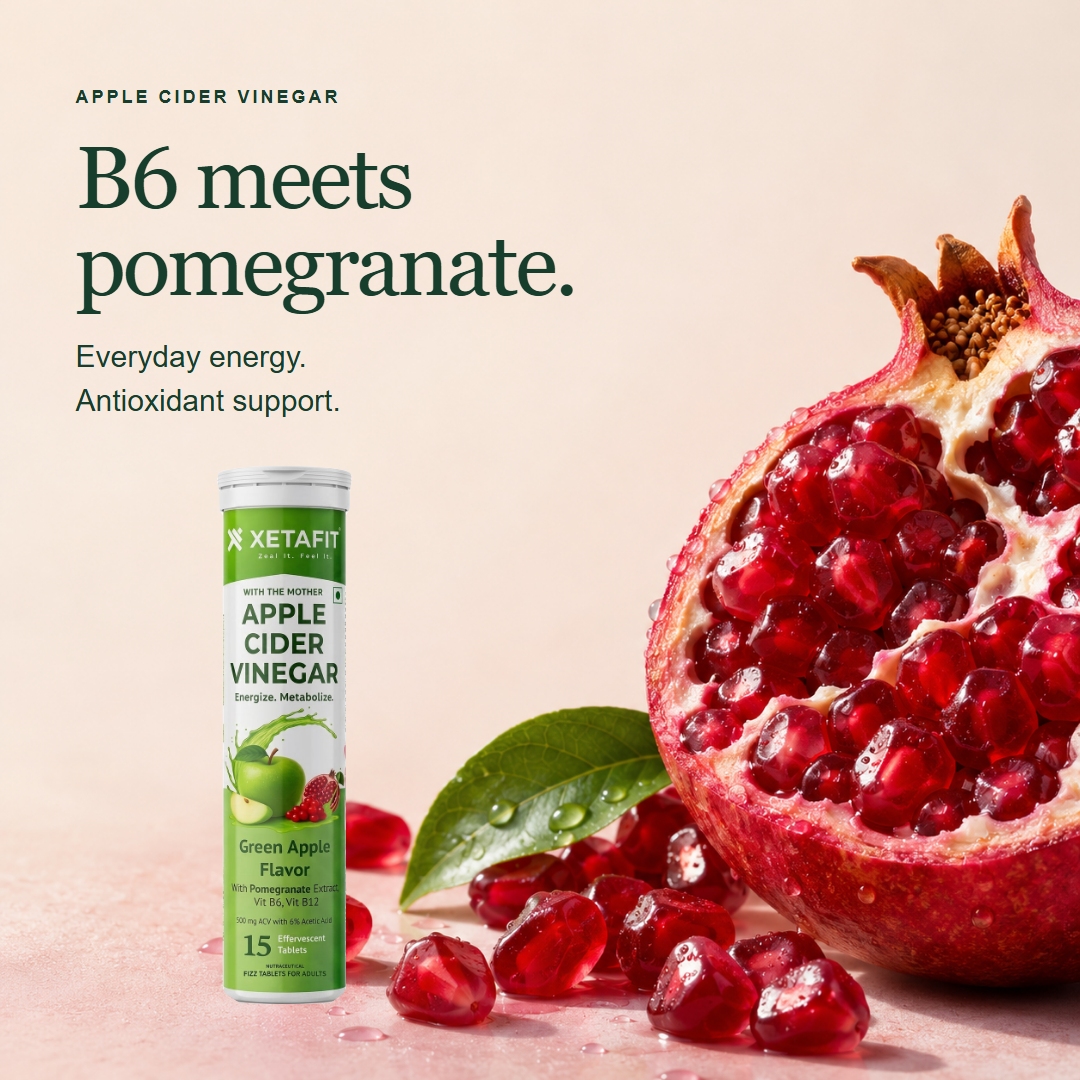 APPLE CIDER VINEGAR
B6 meets
pomegranate.
Everyday energy.
Antioxidant support.
XETAFIT
Zeal It. Feel It.
WITH THE MOTHER
APPLE
CIDER
VINEGAR
Energize. Metabolize.
Green Apple
Flavor
With Pomegranate Extract,
Vit B6, Vit B12
500 mg ACV with 6% Acetic Acid
15 Effervescent
Tablets
NUTRACEUTICAL
FIZZ TABLETS FOR ADULTS